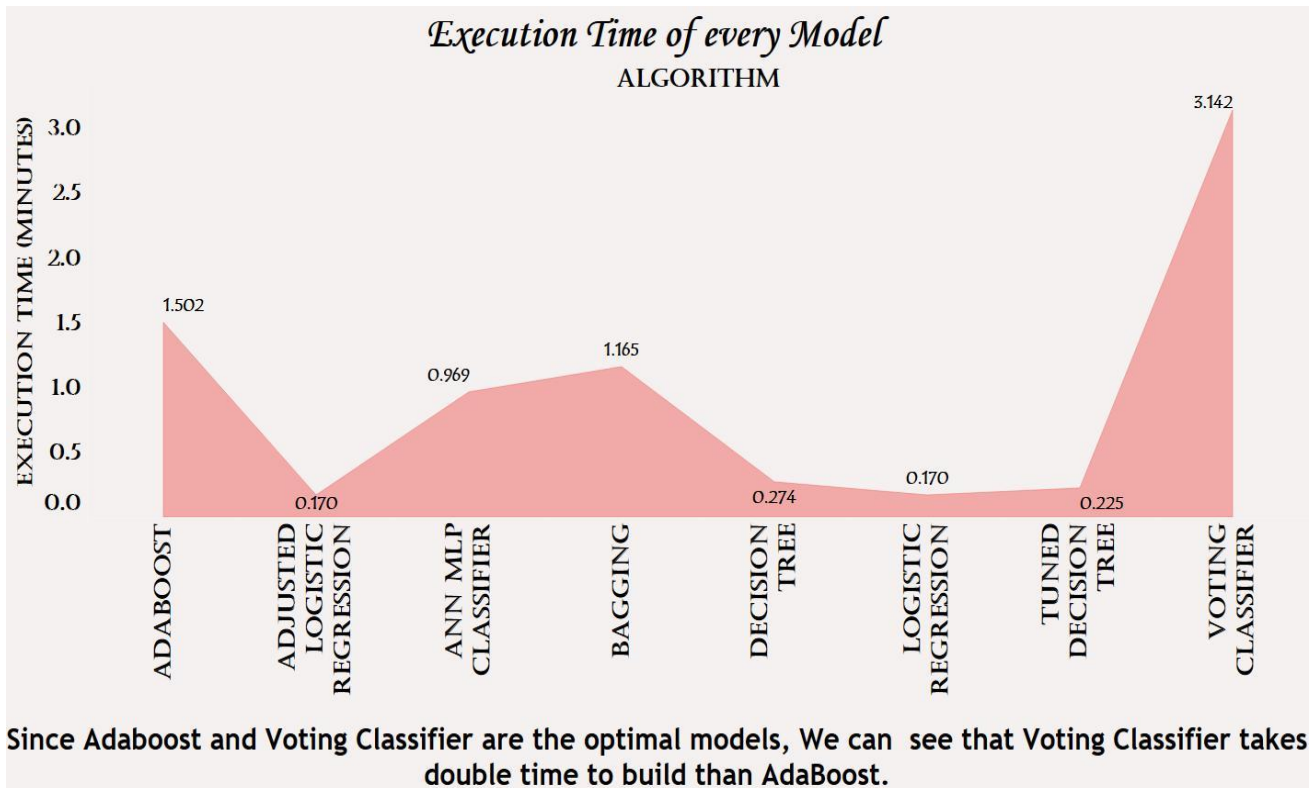 Execution Time of every Model
ALGORITHM
EXECUTION TIME (MINUTES)
3.0
2.5
2.0
1.5
1.0
0.5
0.0
1.502
0.170
0.969
1.165
0.274
0.170
0.225
3.142
ADABOOST
ADJUSTED
LOGISTIC
REGRESSION
ANN MLP
CLASSIFIER
BAGGING
DECISION
TREE
LOGISTIC
REGRESSION
TUNED
DECISION
TREE
VOTING
CLASSIFIER
Since Adaboost and Voting Classifier are the optimal models, We can see that Voting Classifier takes
double time to build than AdaBoost.